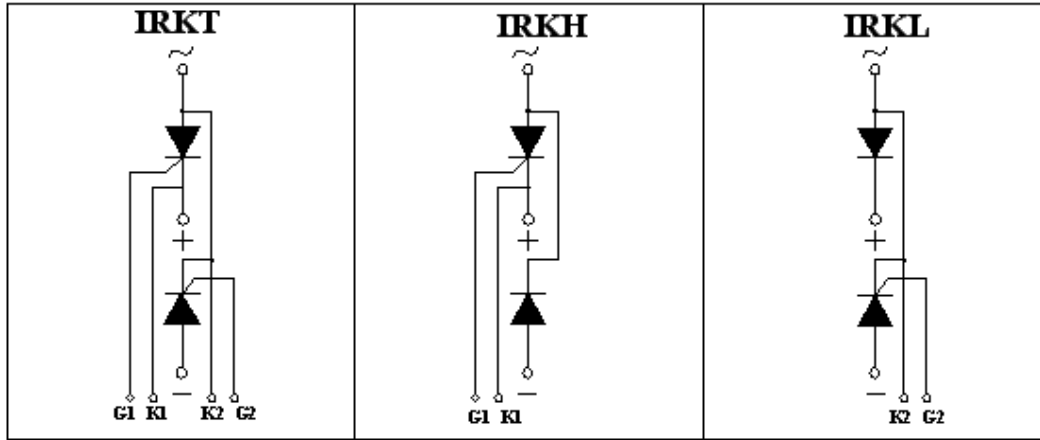 IRKT
~
+
−
G1 K1 K2 G2
IRKH
~
+
−
G1 K1
IRKL
~
+
−
K2 G2